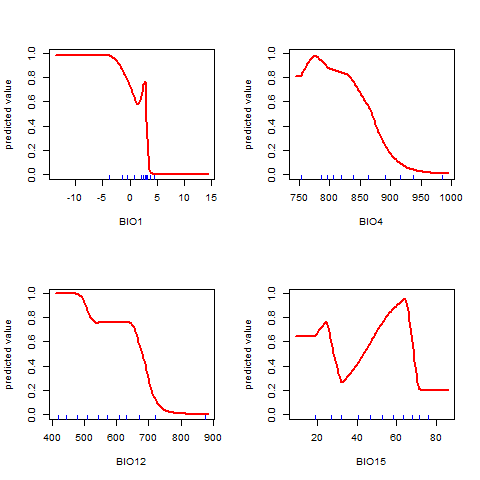 predicted value
0.0 0.2 0.4 0.6 0.8 1.0
-10 -5 0 5 10 15
BIO1
predicted value
0.0 0.2 0.4 0.6 0.8 1.0
750 800 850 900 950 1000
BIO4
predicted value
0.0 0.2 0.4 0.6 0.8 1.0
400 500 600 700 800 900
BIO12
predicted value
0.0 0.2 0.4 0.6 0.8 1.0
20 40 60 80
BIO15